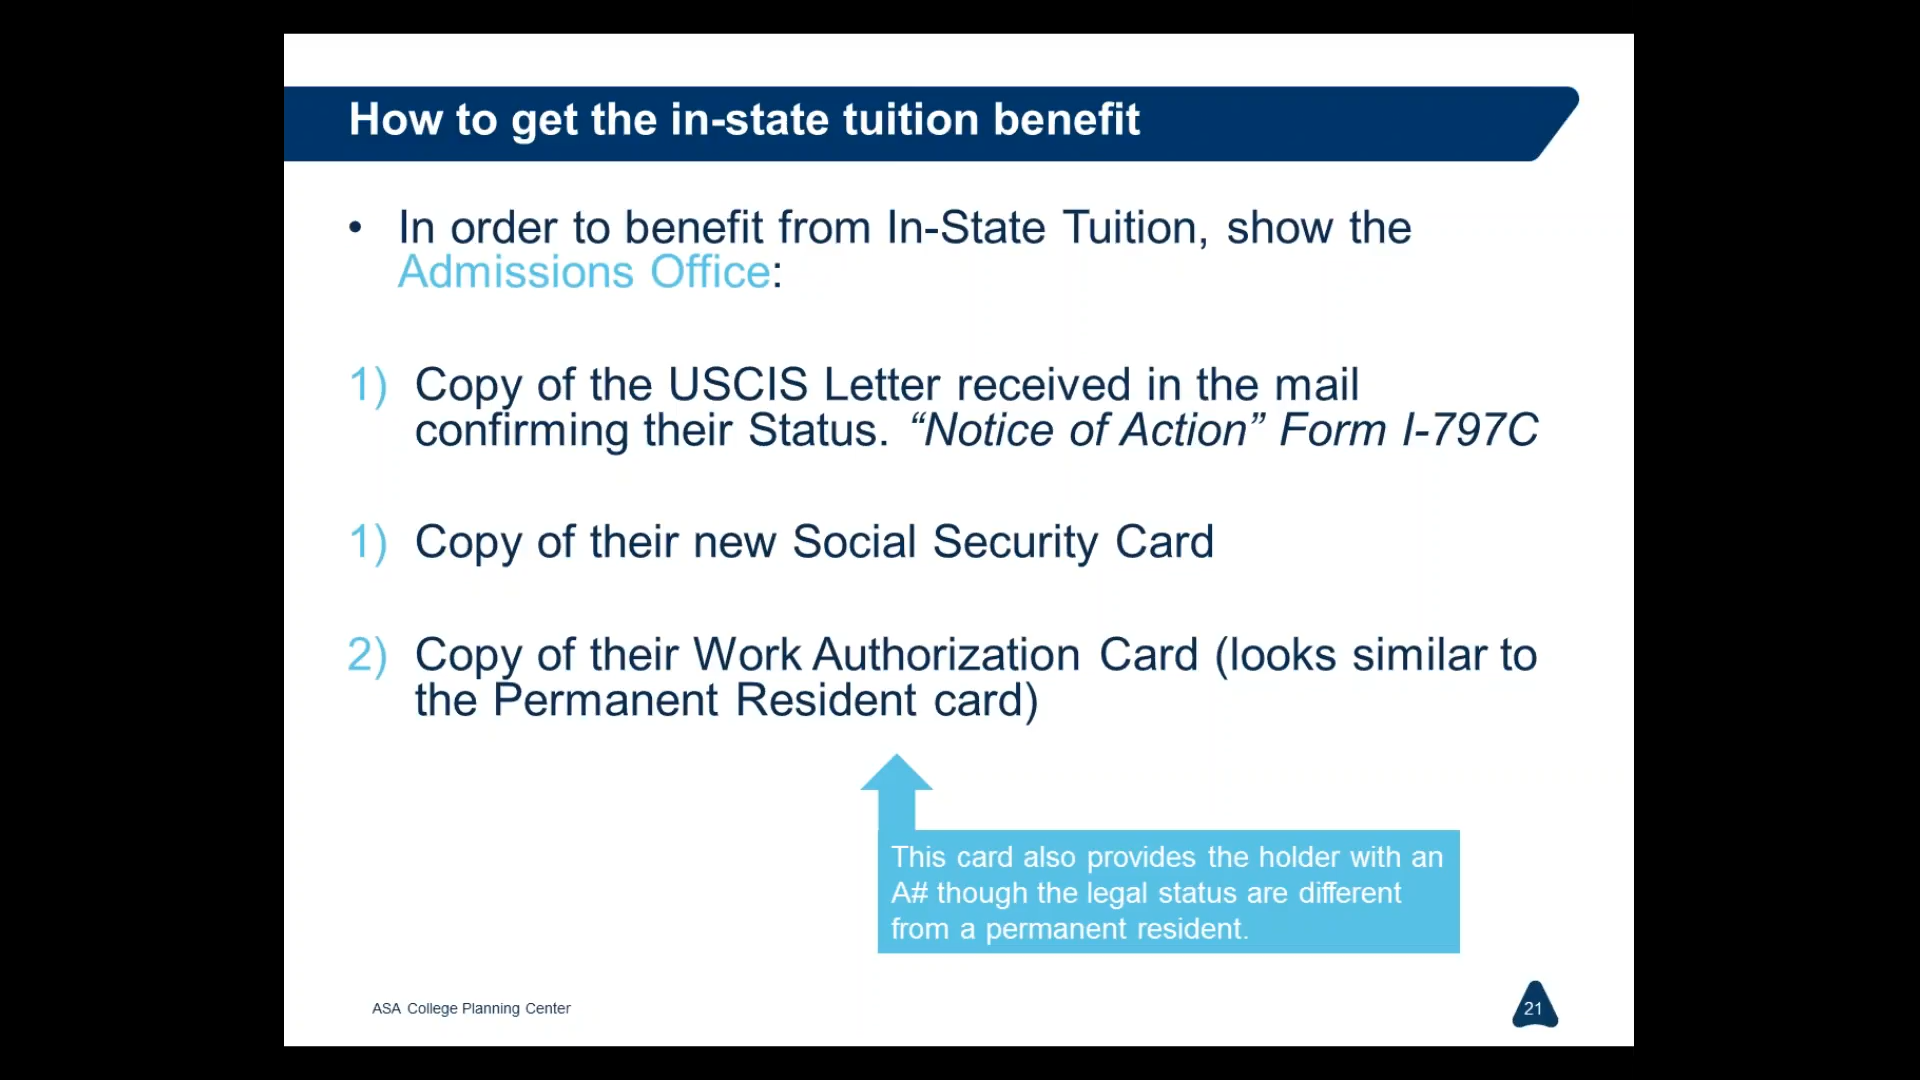 How to get the in-state tuition benefit
• In order to benefit from In-State Tuition, show the
Admissions Office:
1) Copy of the USCIS Letter received in the mail
confirming their Status. “Notice of Action” Form I-797C
1) Copy of their new Social Security Card
2) Copy of their Work Authorization Card (looks similar to
the Permanent Resident card)
This card also provides the holder with an
A# though the legal status are different
from a permanent resident.
ASA College Planning Center
21